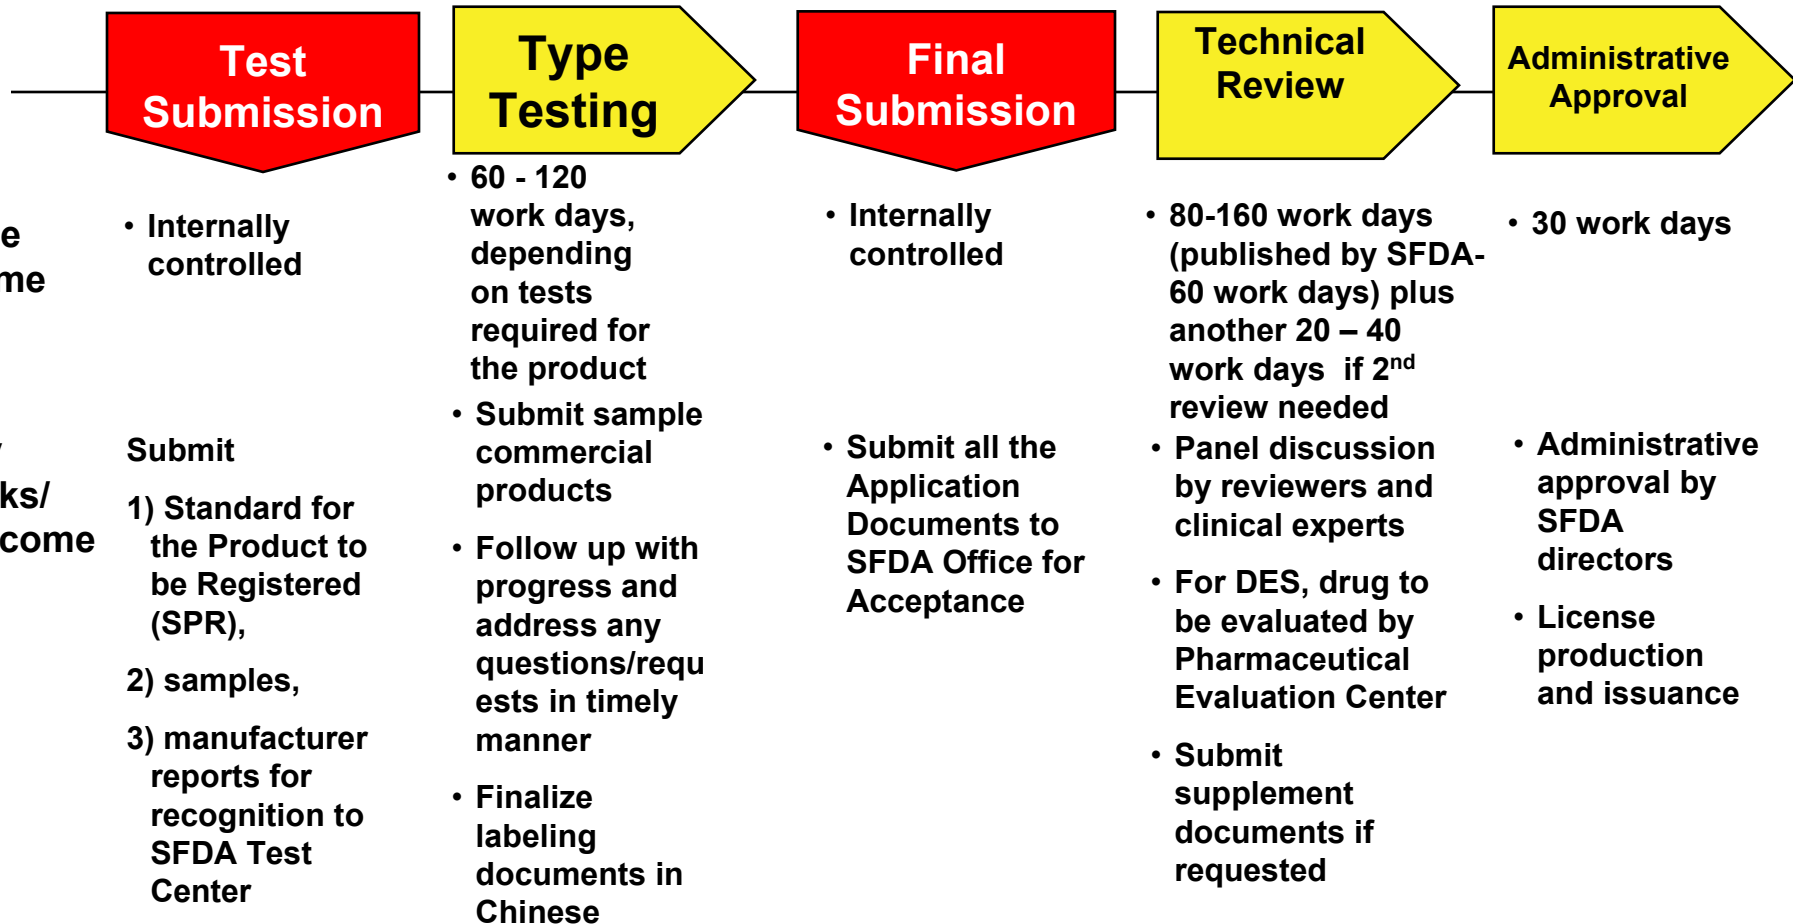 Test
Submission
Type
Testing
Final
Submission
Technical
Review
Administrative
Approval
e
me
• Internally
controlled
• 60 - 120
work days,
depending
on tests
required for
the product
• Internally
controlled
• 80-160 work days
(published by SFDA-
60 work days) plus
another 20 – 40
work days if 2nd
review needed
• 30 work days
ks/
come
Submit
1) Standard for
the Product to
be Registered
(SPR),
2) samples,
3) manufacturer
reports for
recognition to
SFDA Test
Center
• Submit sample
commercial
products
• Follow up with
progress and
address any
questions/requ
ests in timely
manner
• Finalize
labeling
documents in
Chinese
• Submit all the
Application
Documents to
SFDA Office for
Acceptance
• Panel discussion
by reviewers and
clinical experts
• For DES, drug to
be evaluated by
Pharmaceutical
Evaluation Center
• Submit
supplement
documents if
requested
• Administrative
approval by
SFDA
directors
• License
production
and issuance